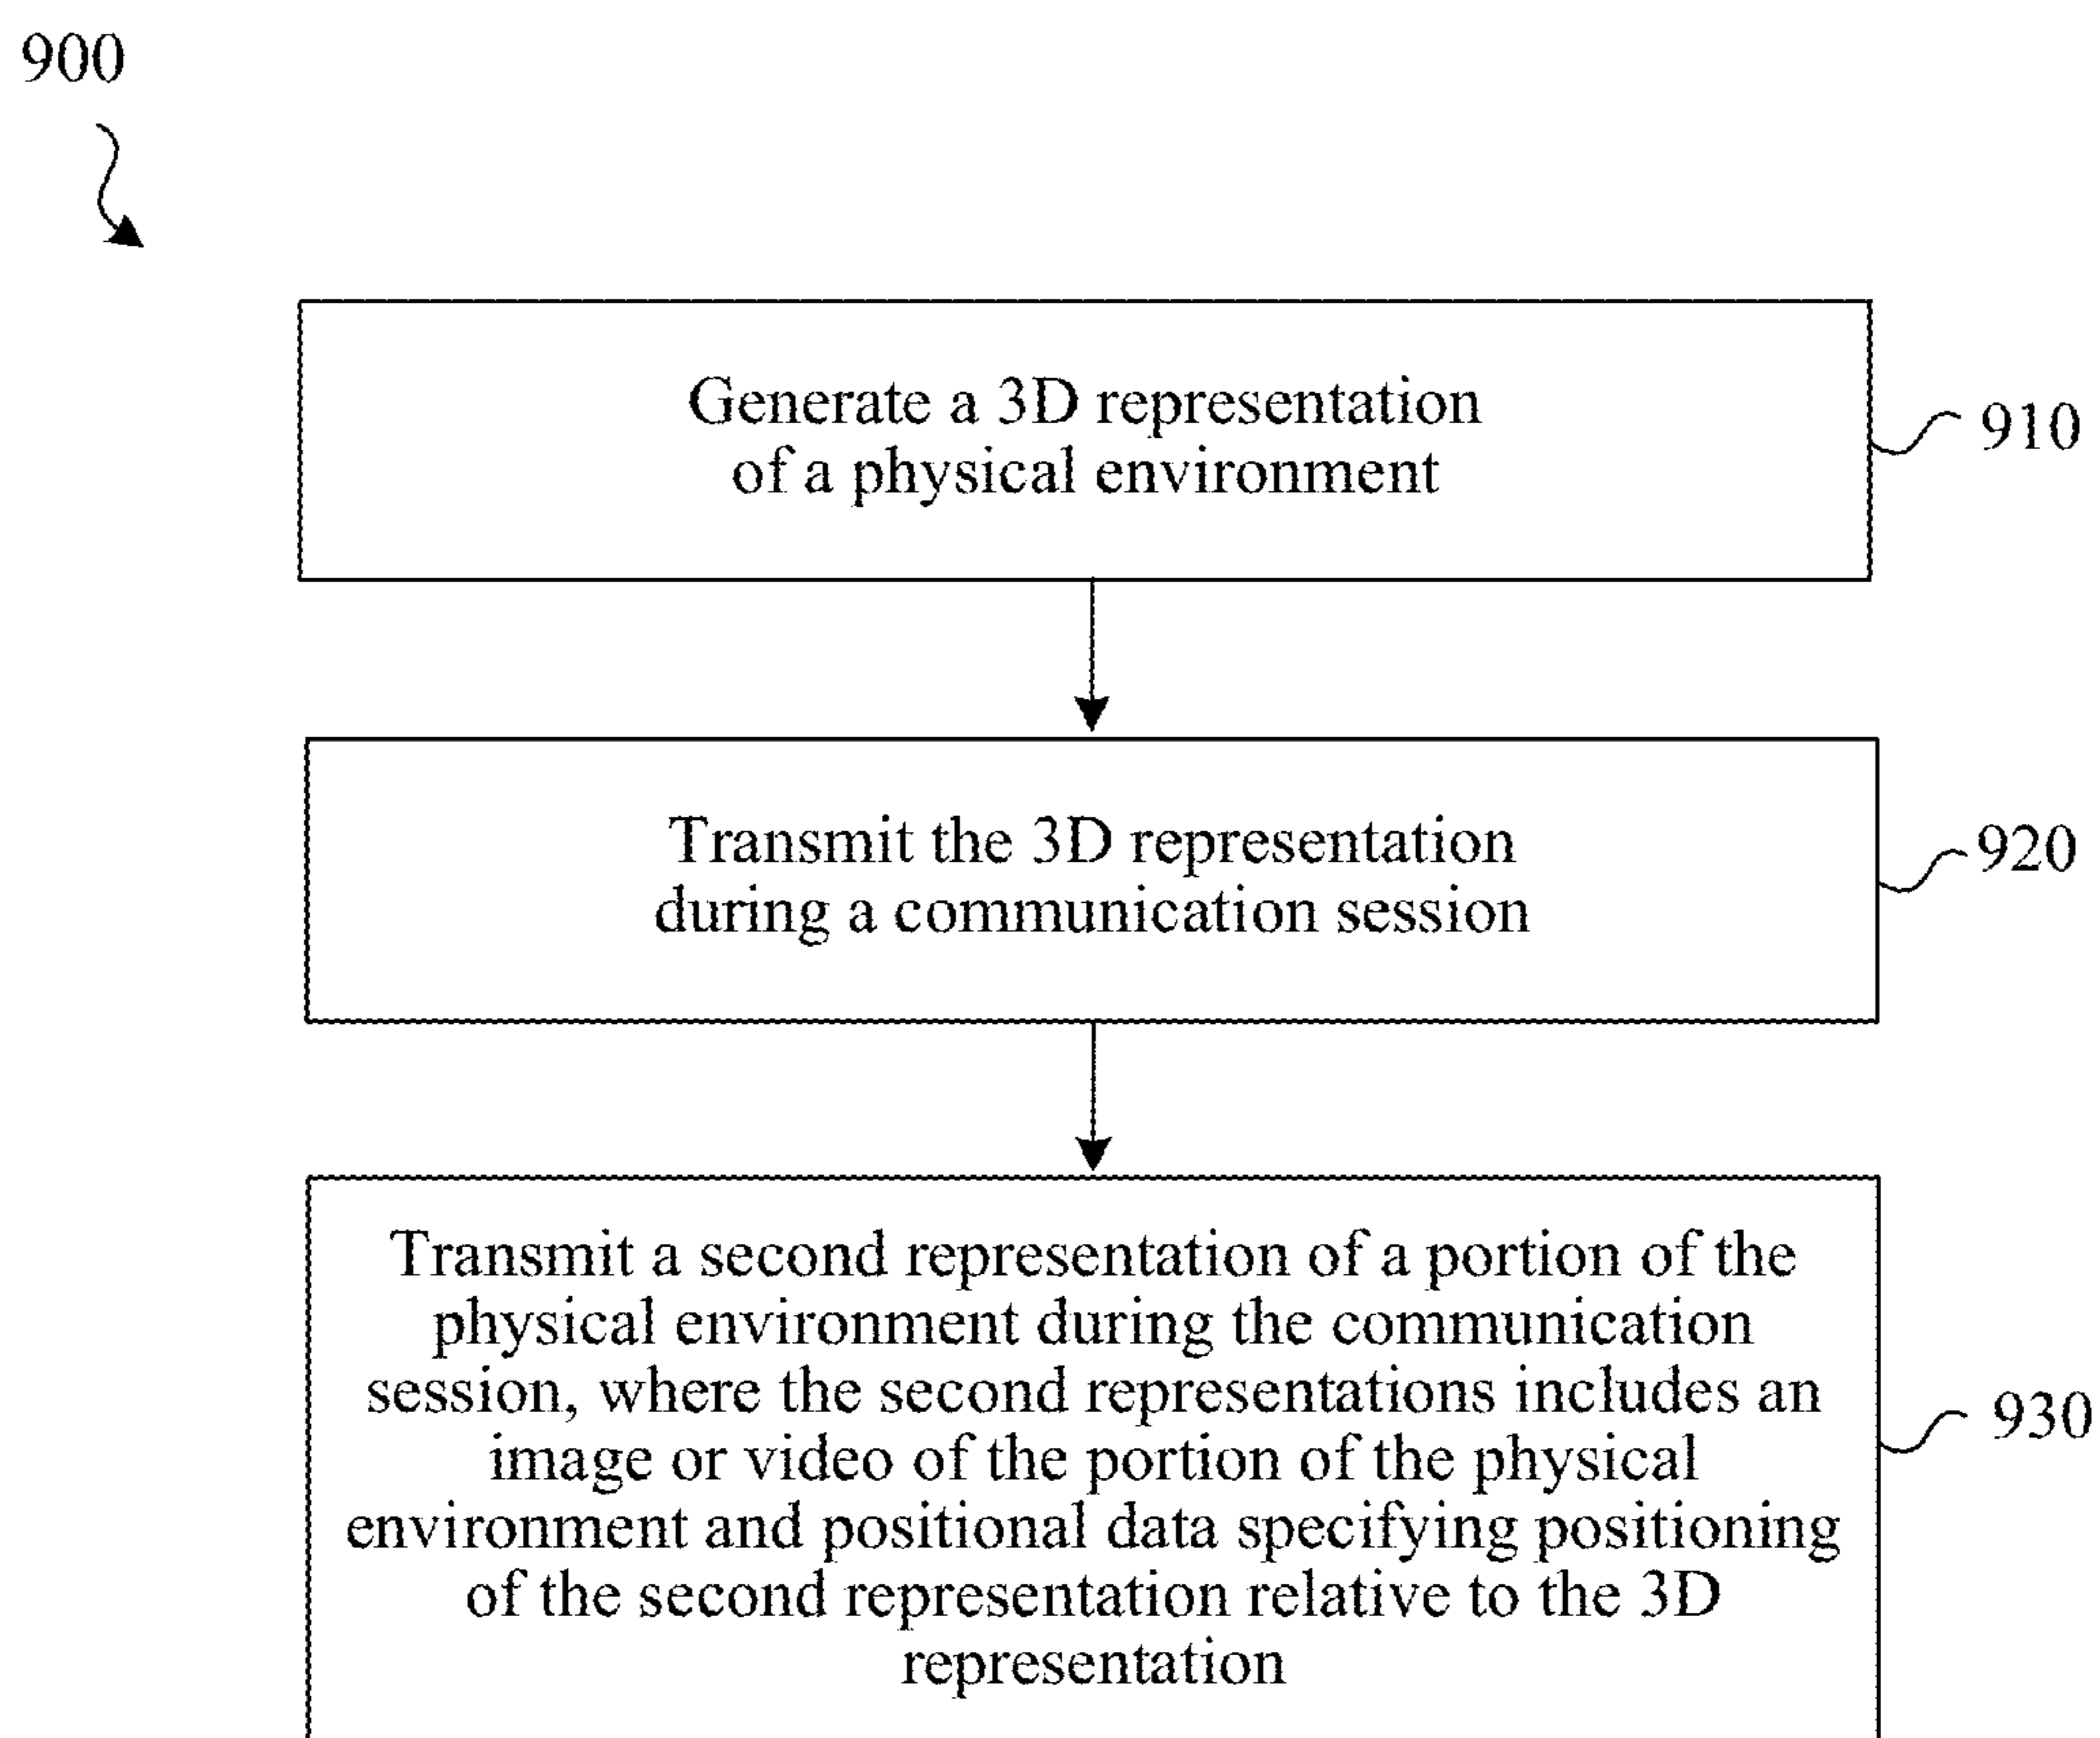 900
Generate a 3D representation
of a physical environment
910
Transmit the 3D representation
during a communication session
920
Transmit a second representation of a portion of the
physical environment during the communication
session, where the second representations includes an
image or video of the portion of the physical
environment and positional data specifying positioning
of the second representation relative to the 3D
representation
930